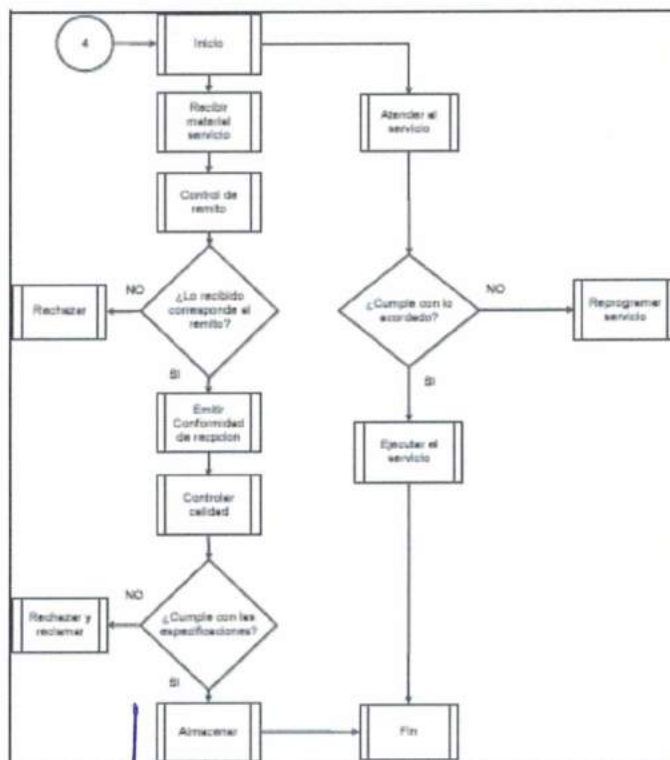 4
Inicio
Recibir
material
servicio
Atender el
servicio
Control de
remito
¿Lo recibido
corresponde al
remito?
NO
Rechazar
¿Cumple con lo
acordado?
NO
Reprogramar
servicio
SI
SI
Emitir
Conformidad
de recpcion
Ejecutar el
servicio
Controlar
calidad
¿Cumple con las
especificaciones?
NO
Rechazar y
reclamar
SI
Almacenar
Fin